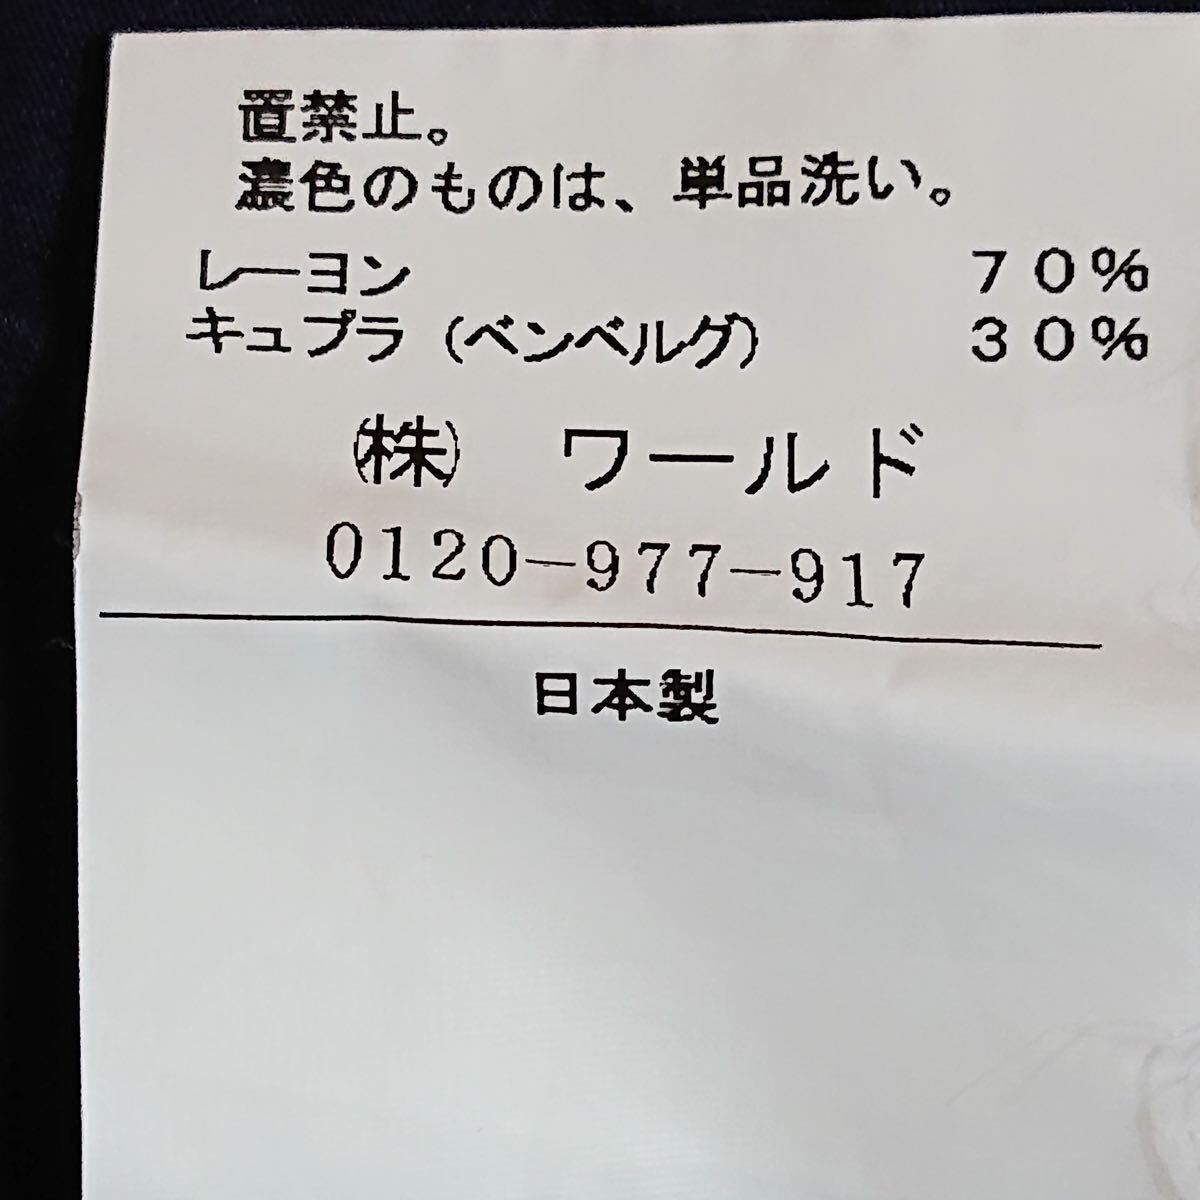 置禁止。
濃色のものは、単品洗い。
レーヨン 70%
キュプラ(ベンベルグ) 30%
㈱ ワールド
0120-977-917
日本製